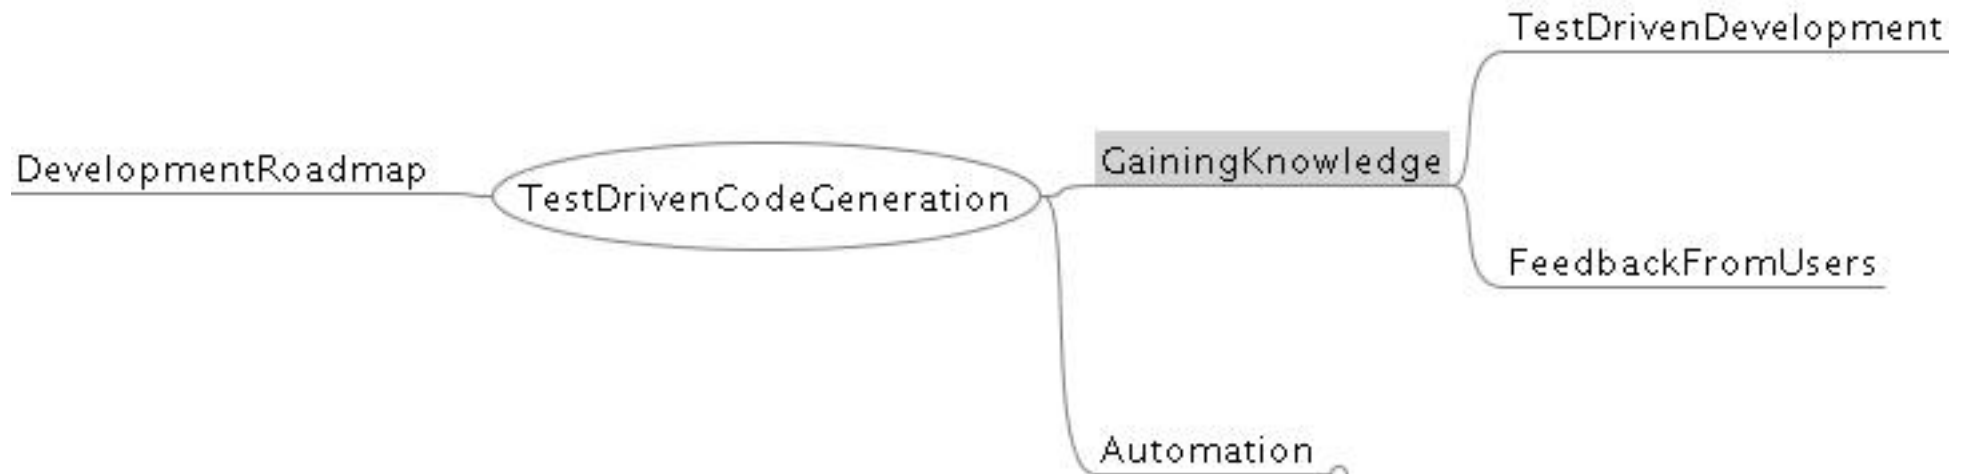 TestDrivenDevelopment
DevelopmentRoadmap
TestDrivenCodeGeneration
GainingKnowledge
FeedbackFromUsers
Automation